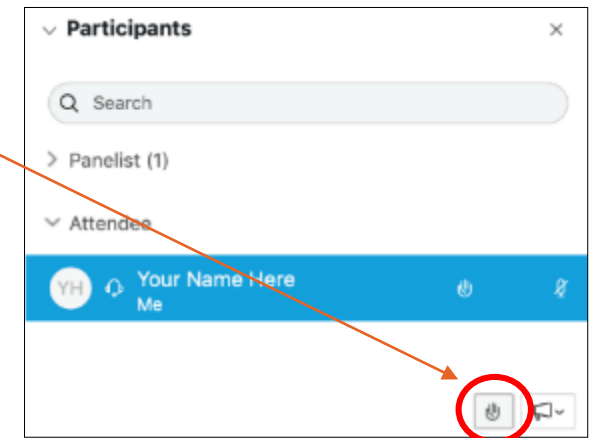 Participants
Search
Panelist (1)
Attendee
YH Your Name Here
Me